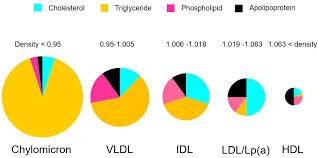 Cholesterol Triglyceride Phospholipid Apolipoprotein
Density < 0.95 0.95-1.005 1.006 -1.018 1.019 -1.063 1.063 < density
Chylomicron VLDL IDL LDL/Lp(a) HDL